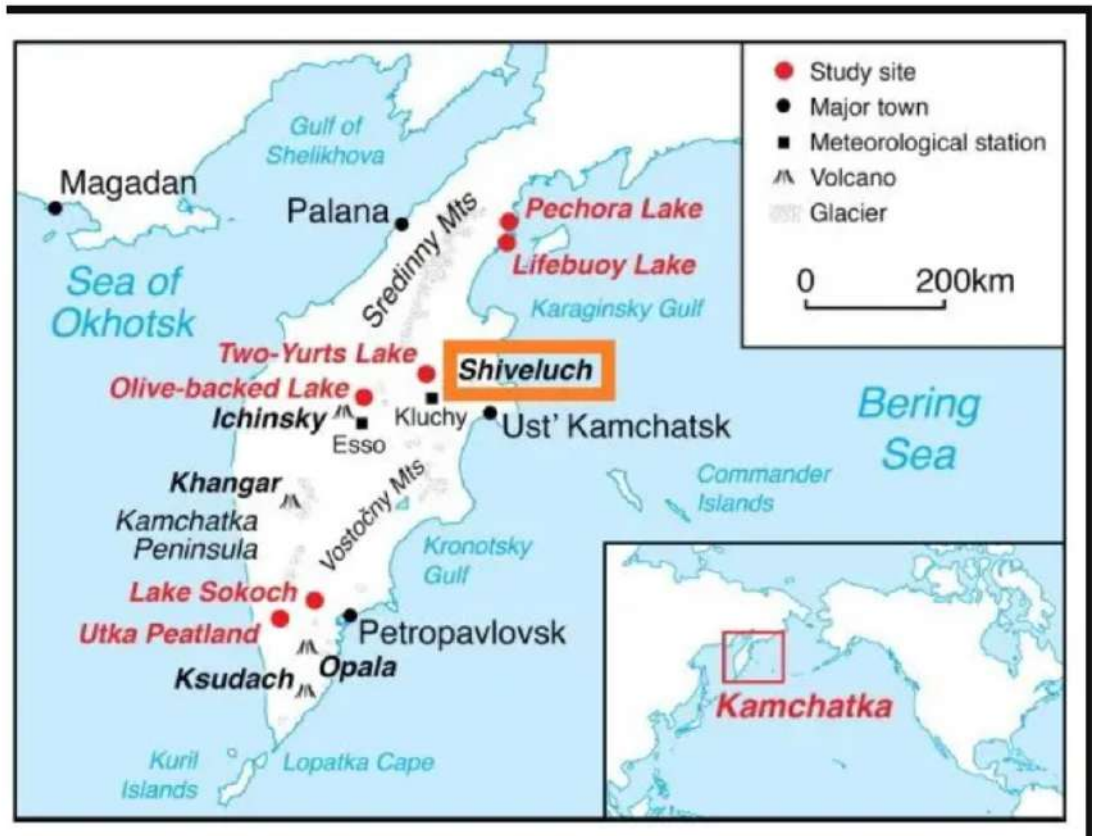 Study site
Major town
Meteorological station
Volcano
Glacier
0 200km
Gulf of
Shelikhova
Magadan
Palana
Sredinny Mts
Pechora Lake
Lifebuoy Lake
Sea of
Okhotsk
Karaginsky Gulf
Two-Yurts Lake
Shiveluch
Olive-backed Lake
Ichinsky
Kluchy
Esso
Ust' Kamchatsk
Bering
Sea
Khangar
Vostočny Mts
Commander
Islands
Kamchatka
Peninsula
Kronotsky
Gulf
Lake Sokoch
Utka Peatland
Petropavlovsk
Opala
Ksudach
Kuril
Islands
Lopatka Cape
Kamchatka